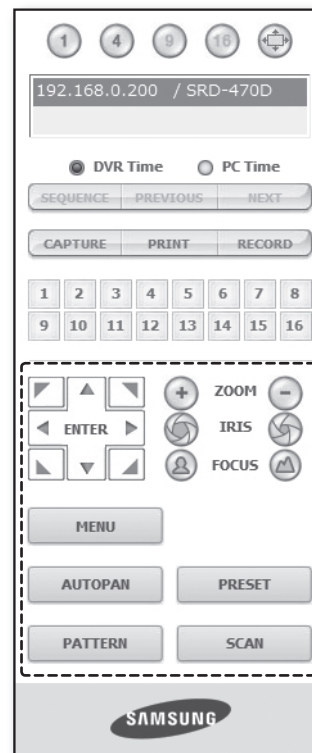 1 4 9 16
192.168.0.200 / SRD-470D
DVR Time PC Time
SEQUENCE PREVIOUS NEXT
CAPTURE PRINT RECORD
1 2 3 4 5 6 7 8
9 10 11 12 13 14 15 16
+ ZOOM -
ENTER IRIS
FOCUS
MENU
AUTOPAN PRESET
PATTERN SCAN
SAMSUNG